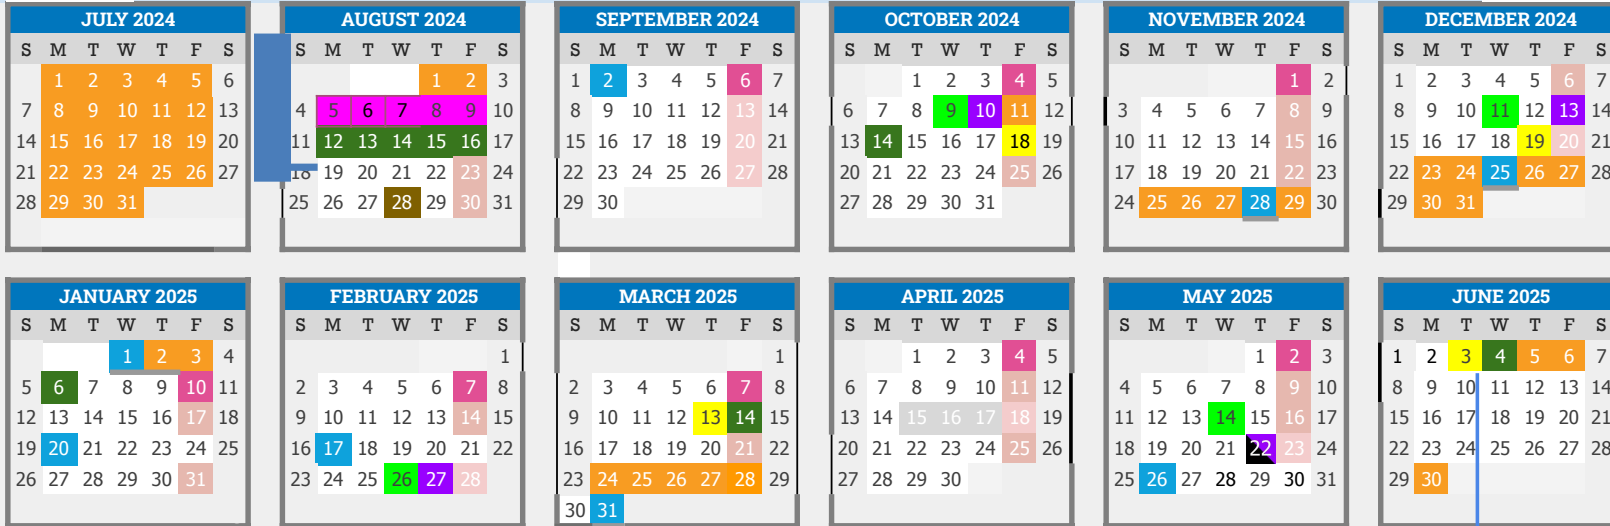 JULY 2024
S M T W T F S
1 2 3 4 5 6
7 8 9 10 11 12 13
14 15 16 17 18 19 20
21 22 23 24 25 26 27
28 29 30 31
AUGUST 2024
S M T W T F S
1 2 3
4 5 6 7 8 9 10
11 12 13 14 15 16 17
18 19 20 21 22 23 24
25 26 27 28 29 30 31
SEPTEMBER 2024
S M T W T F S
1 2 3 4 5 6 7
8 9 10 11 12 13 14
15 16 17 18 19 20 21
22 23 24 25 26 27 28
29 30
OCTOBER 2024
S M T W T F S
1 2 3 4 5
6 7 8 9 10 11 12
13 14 15 16 17 18 19
20 21 22 23 24 25 26
27 28 29 30 31
NOVEMBER 2024
S M T W T F S
1 2
3 4 5 6 7 8 9
10 11 12 13 14 15 16
17 18 19 20 21 22 23
24 25 26 27 28 29 30
DECEMBER 2024
S M T W T F S
1 2 3 4 5 6 7
8 9 10 11 12 13 14
15 16 17 18 19 20 21
22 23 24 25 26 27 28
29 30 31
JANUARY 2025
S M T W T F S
1 2 3 4
5 6 7 8 9 10 11
12 13 14 15 16 17 18
19 20 21 22 23 24 25
26 27 28 29 30 31
FEBRUARY 2025
S M T W T F S
1
2 3 4 5 6 7 8
9 10 11 12 13 14 15
16 17 18 19 20 21 22
23 24 25 26 27 28
MARCH 2025
S M T W T F S
1
2 3 4 5 6 7 8
9 10 11 12 13 14 15
16 17 18 19 20 21 22
23 24 25 26 27 28 29
30 31
APRIL 2025
S M T W T F S
1 2 3 4 5
6 7 8 9 10 11 12
13 14 15 16 17 18 19
20 21 22 23 24 25 26
27 28 29 30
MAY 2025
S M T W T F S
1 2 3
4 5 6 7 8 9 10
11 12 13 14 15 16 17
18 19 20 21 22 23 24
25 26 27 28 29 30 31
JUNE 2025
S M T W T F S
1 2 3 4 5 6 7
8 9 10 11 12 13 14
15 16 17 18 19 20 21
22 23 24 25 26 27 28
29 30